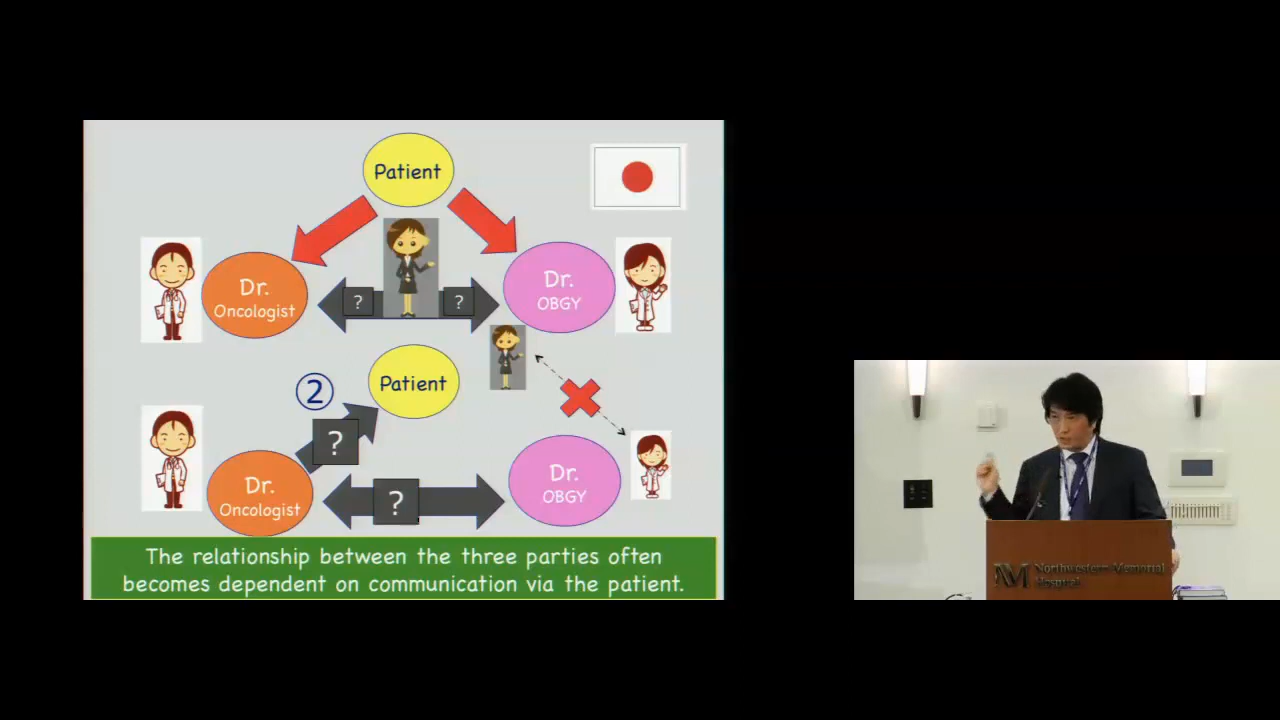 Patient
Dr.
Oncologist
?
?
Dr.
OBGY
②
Patient
?
Dr.
Oncologist
?
Dr.
OBGY
The relationship between the three parties often
becomes dependent on communication via the patient.
NM Northwestern Memorial
Hospital